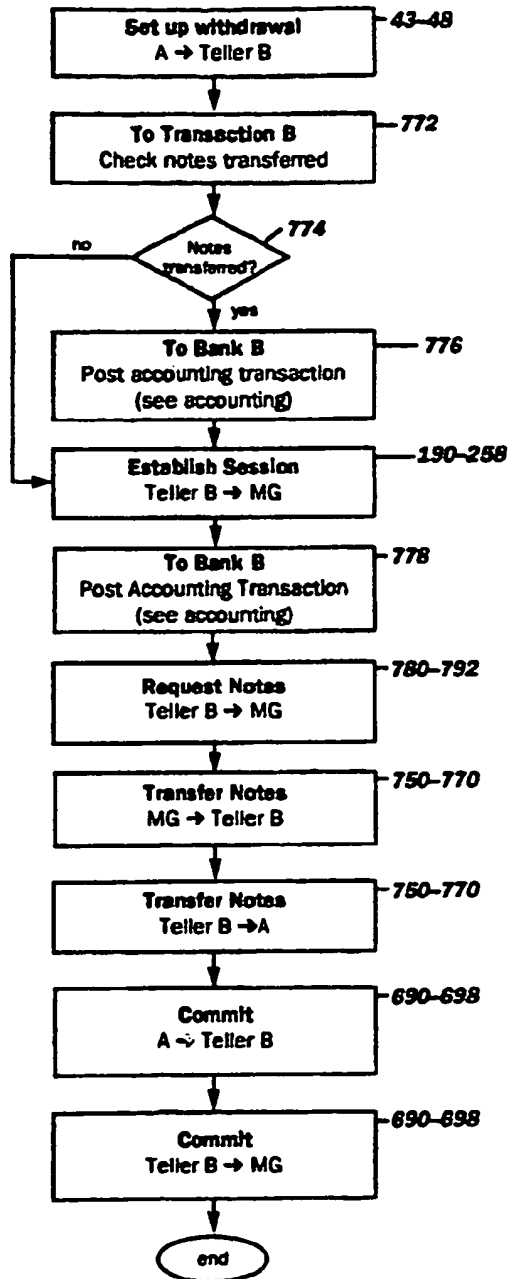 Set up withdrawal
A → Teller B
43-48
To Transaction B
Check notes transferred
772
Notes
transferred?
774
no
yes
To Bank B
Post accounting transaction
(see accounting)
776
Establish Session
Teller B → MG
190-258
To Bank B
Post Accounting Transaction
(see accounting)
778
Request Notes
Teller B → MG
780-792
Transfer Notes
MG → Teller B
750-770
Transfer Notes
Teller B → A
750-770
Commit
A → Teller B
690-698
Commit
Teller B → MG
690-698
end